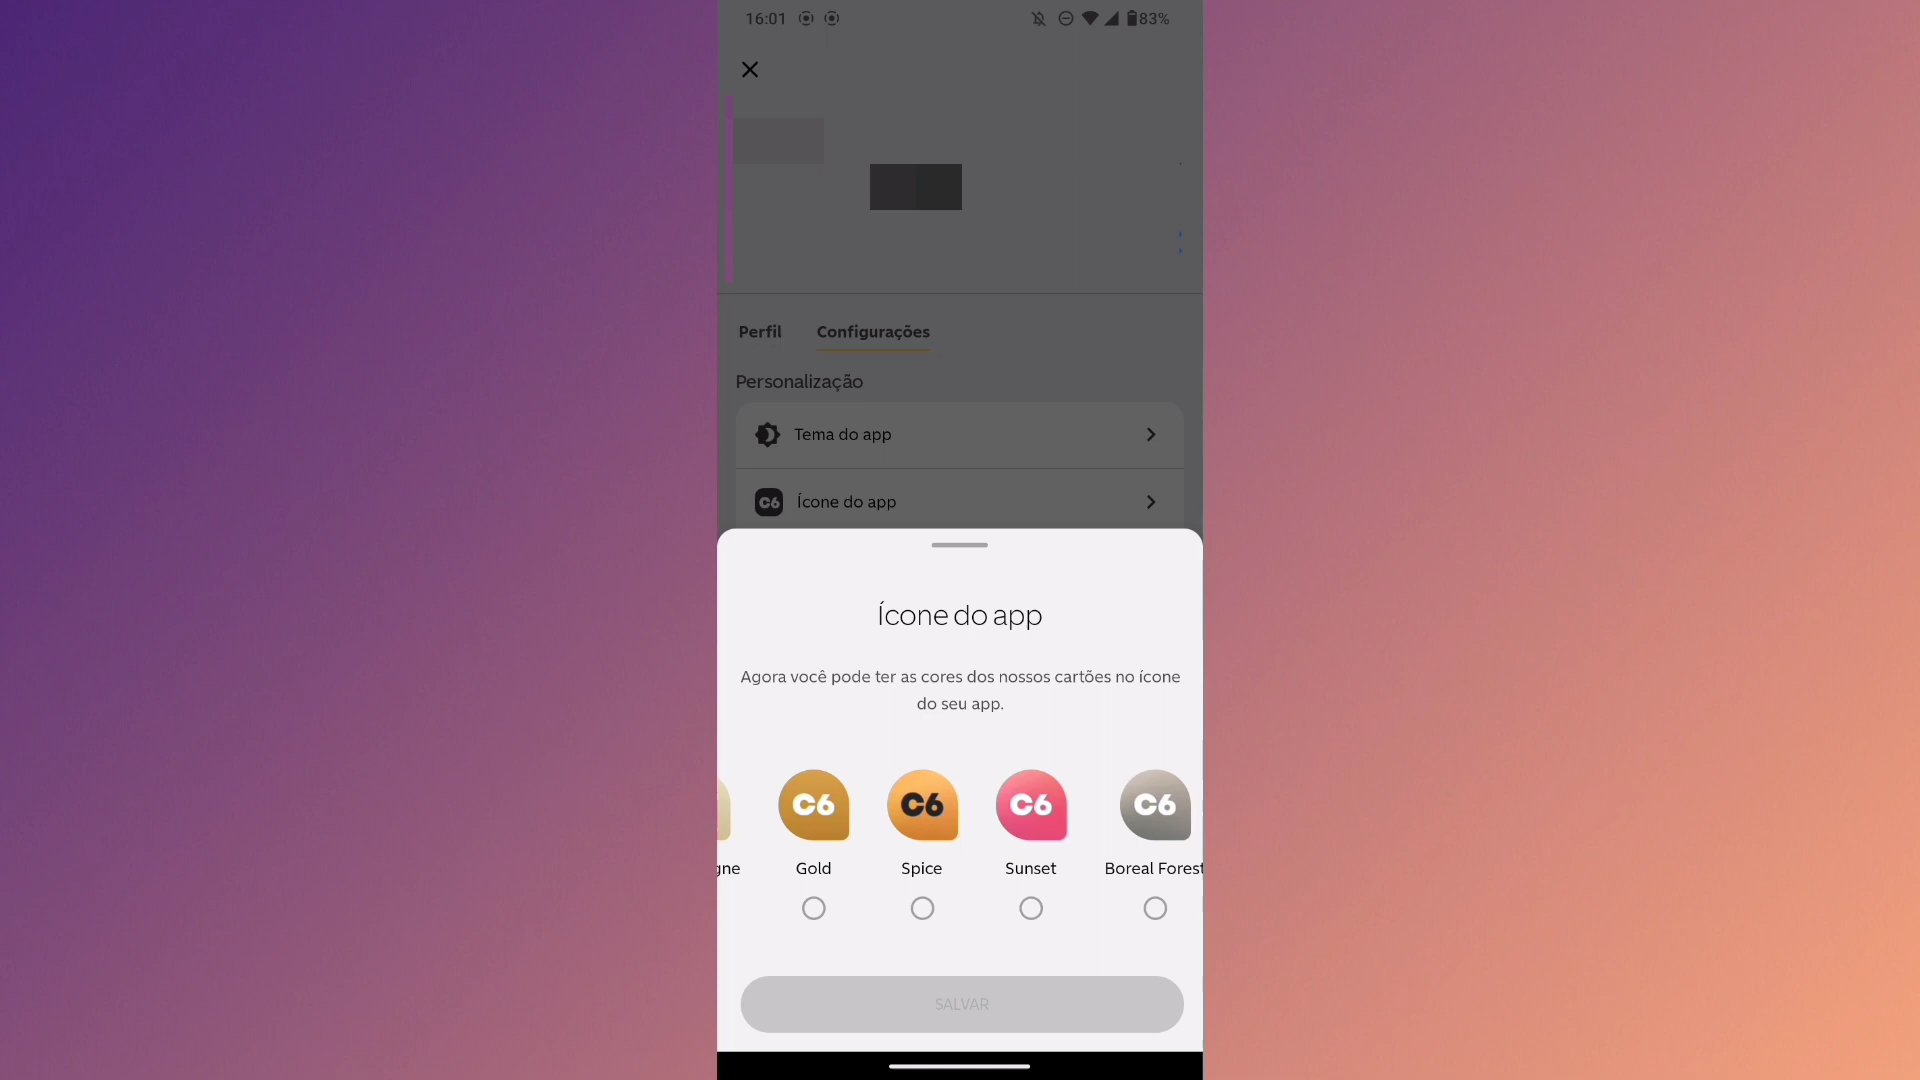 16:01
83%
Perfil Configurações
Personalização
Tema do app
C6 Ícone do app
Ícone do app
Agora você pode ter as cores dos nossos cartões no ícone
do seu app.
C6 C6 C6 C6
gne Gold Spice Sunset Boreal Forest
SALVAR